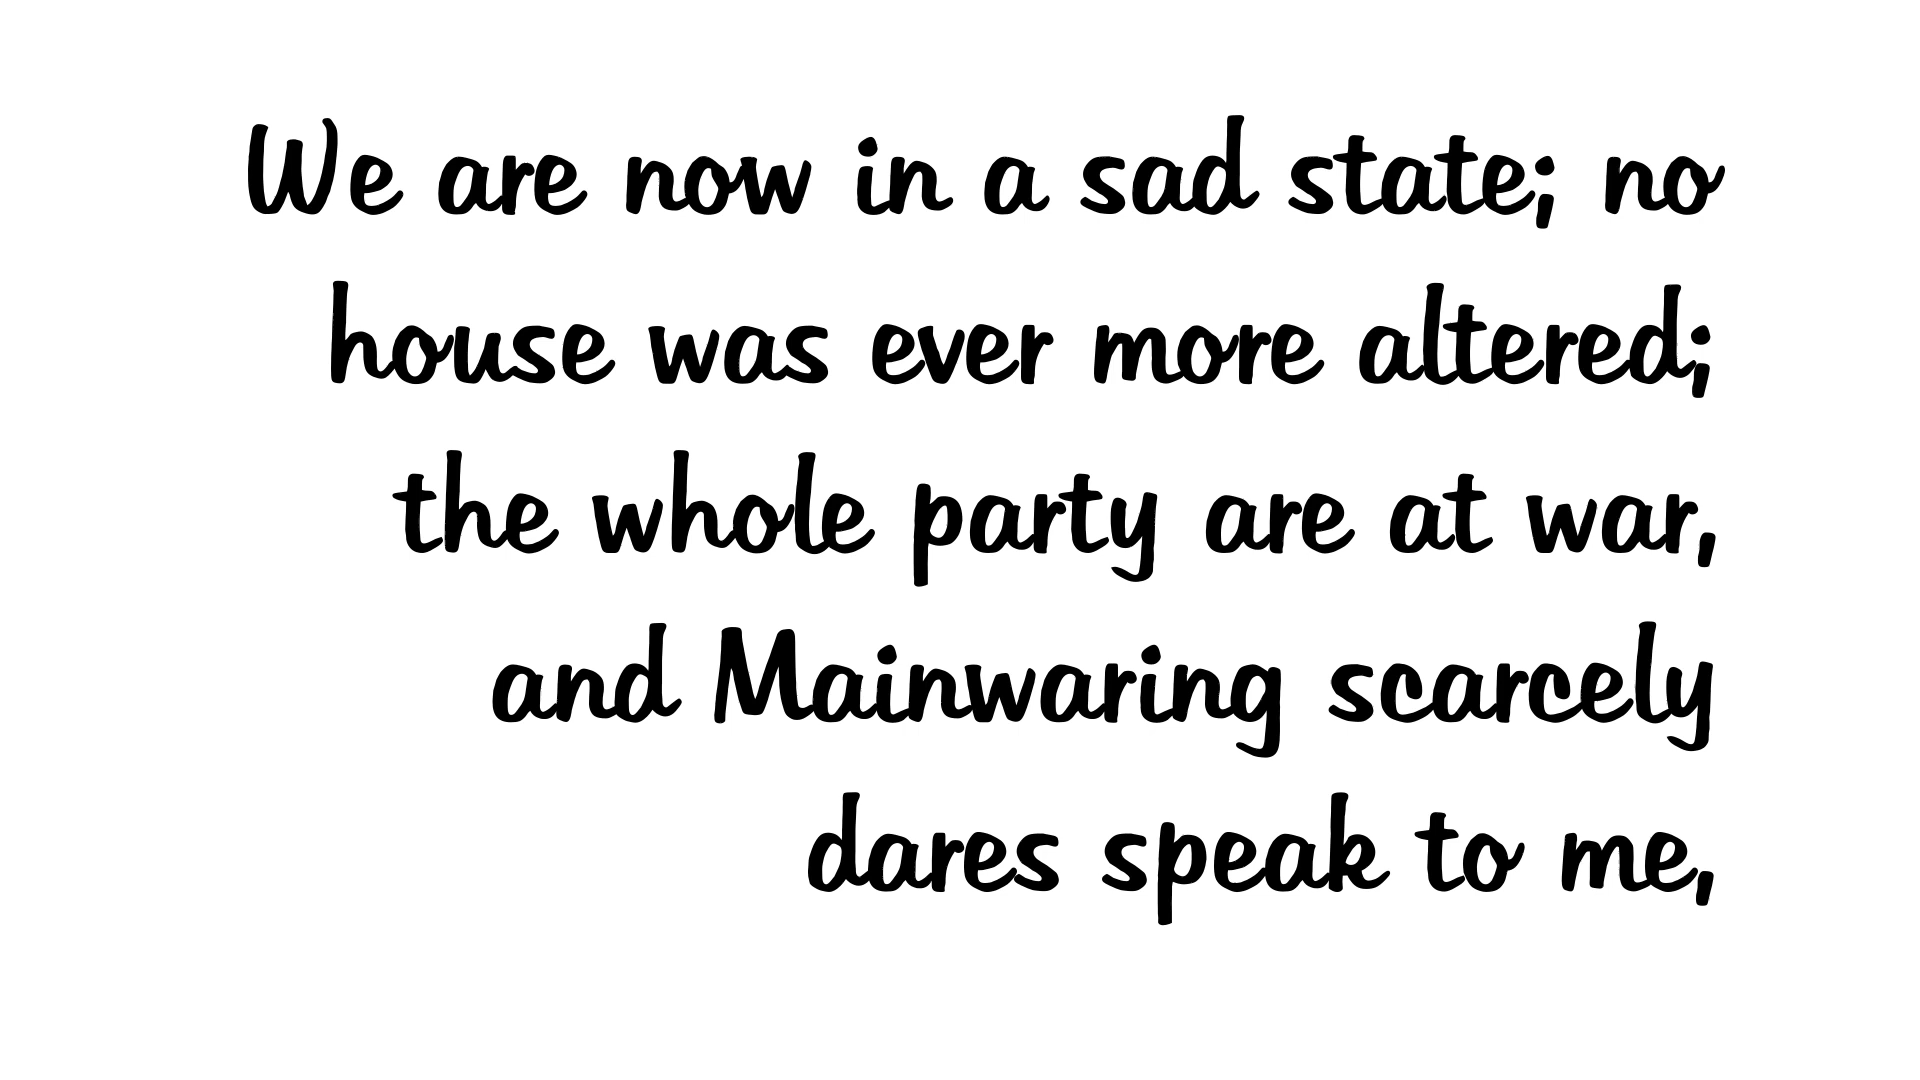 We are now in a sad state; no
house was ever more altered;
the whole party are at war,
and Mainwaring scarcely
dares speak to me,